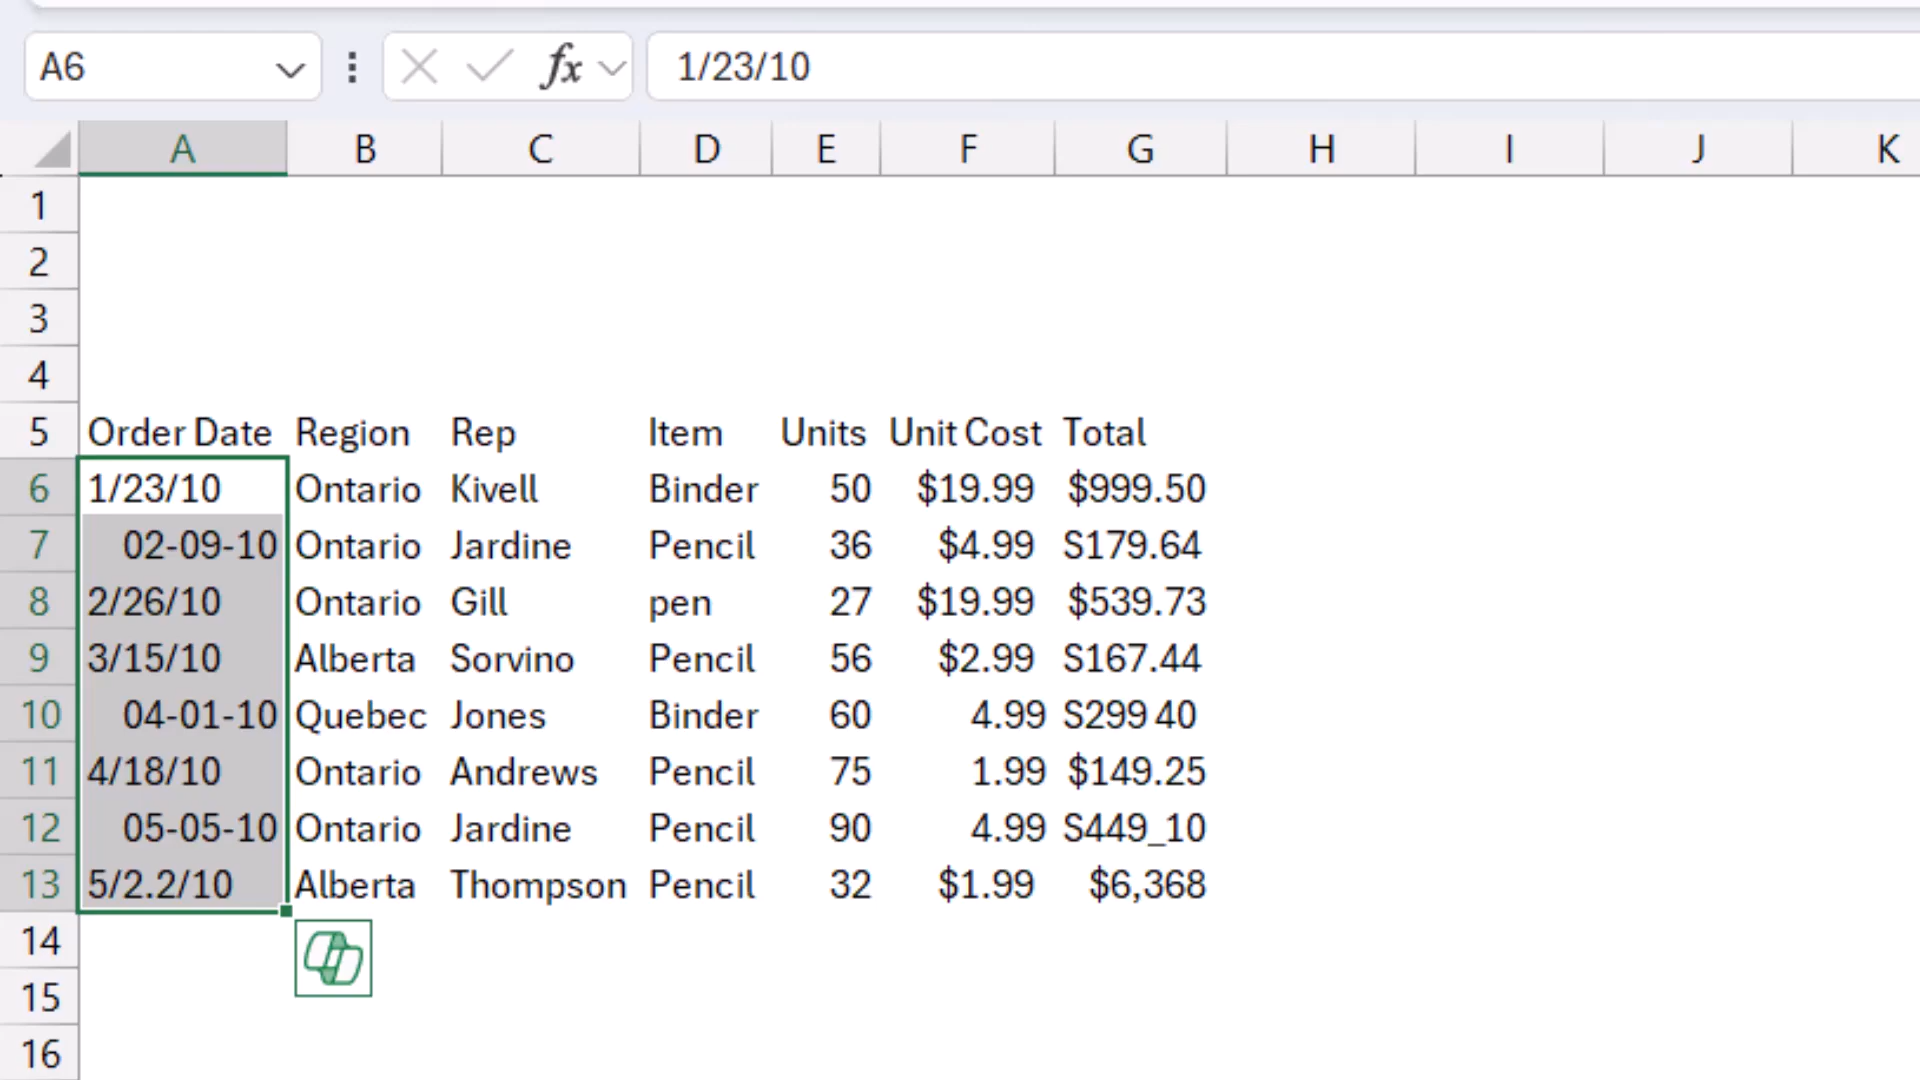 A6 fx 1/23/10
A B C D E F G H I J K
1
2
3
4
5 Order Date Region Rep Item Units Unit Cost Total
6 1/23/10 Ontario Kivell Binder 50 $19.99 $999.50
7 02-09-10 Ontario Jardine Pencil 36 $4.99 S179.64
8 2/26/10 Ontario Gill pen 27 $19.99 $539.73
9 3/15/10 Alberta Sorvino Pencil 56 $2.99 S167.44
10 04-01-10 Quebec Jones Binder 60 4.99 S299 40
11 4/18/10 Ontario Andrews Pencil 75 1.99 $149.25
12 05-05-10 Ontario Jardine Pencil 90 4.99 S449_10
13 5/2.2/10 Alberta Thompson Pencil 32 $1.99 $6,368
14
15
16